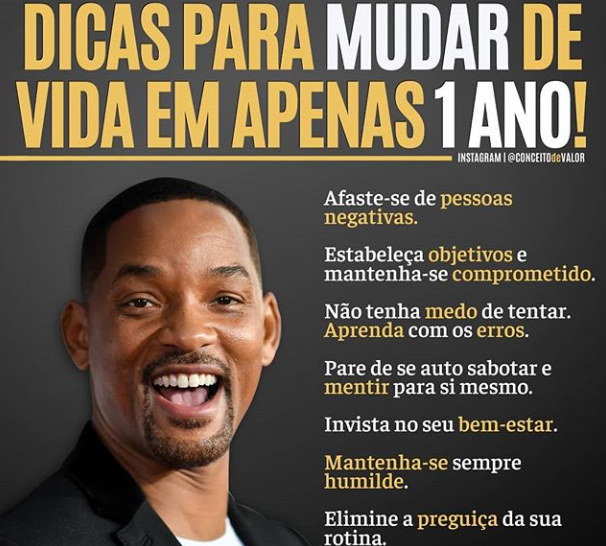 DICAS PARA MUDAR DE
VIDA EM APENAS 1 ANO!
INSTAGRAM | @CONCEITOdeVALOR
Afaste-se de pessoas
negativas.
Estabeleça objetivos e
mantenha-se comprometido.
Não tenha medo de tentar.
Aprenda com os erros.
Pare de se auto sabotar e
mentir para si mesmo.
Invista no seu bem-estar.
Mantenha-se sempre
humilde.
Elimine a preguiça da sua
rotina.